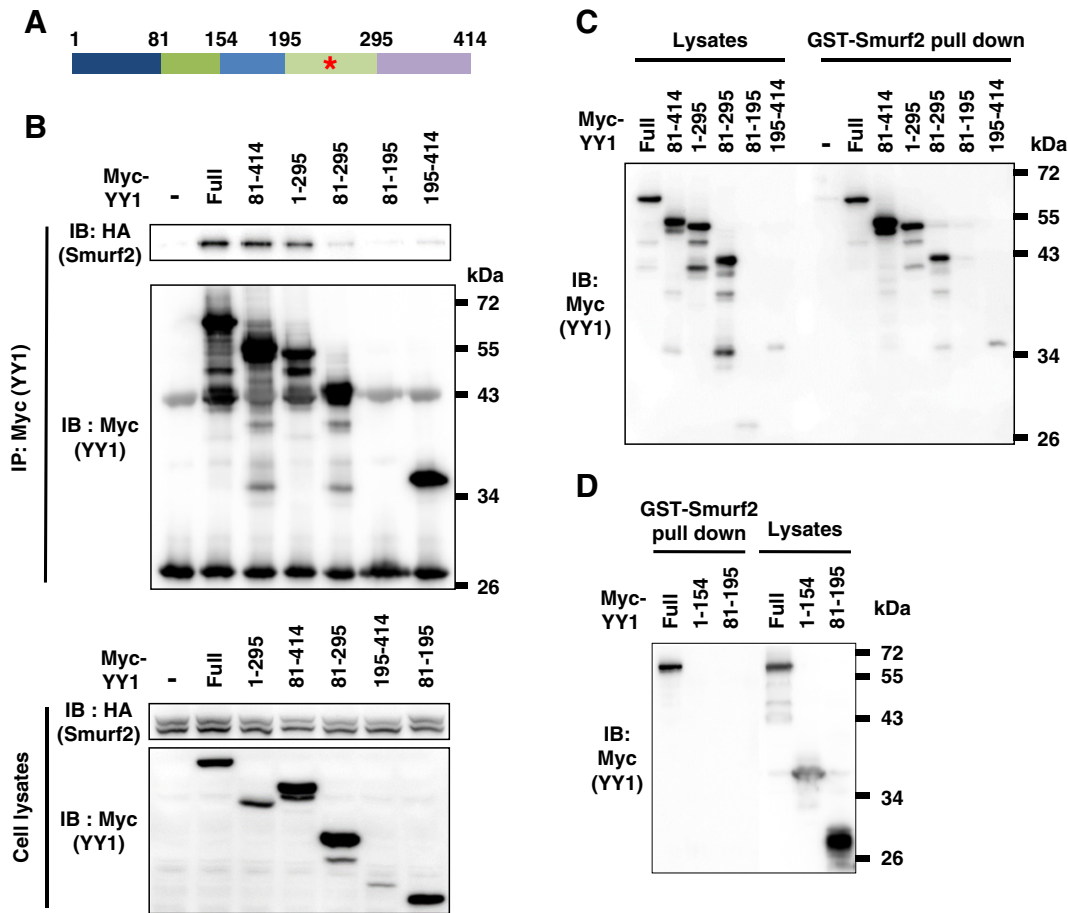 A
1 81 154 195 295 414
*
B
Myc-
YY1
- Full 81-414 1-295 81-295 81-195 195-414
IP: Myc (YY1)
IB: HA
(Smurf2)
kDa
72
55
43
34
26
IB : Myc
(YY1)
Myc-
YY1
- Full 1-295 81-414 81-295 195-414 81-195
Cell lysates
IB : HA
(Smurf2)
IB : Myc
(YY1)
C
Lysates GST-Smurf2 pull down
Myc-
YY1
Full 81-414 1-295 81-295 81-195 195-414 - Full 81-414 1-295 81-295 81-195 195-414
kDa
72
55
43
34
26
IB:
Myc
(YY1)
D
GST-Smurf2
pull down
Lysates
Myc-
YY1
Full 1-154 81-195 Full 1-154 81-195
kDa
72
55
43
34
26
IB:
Myc
(YY1)